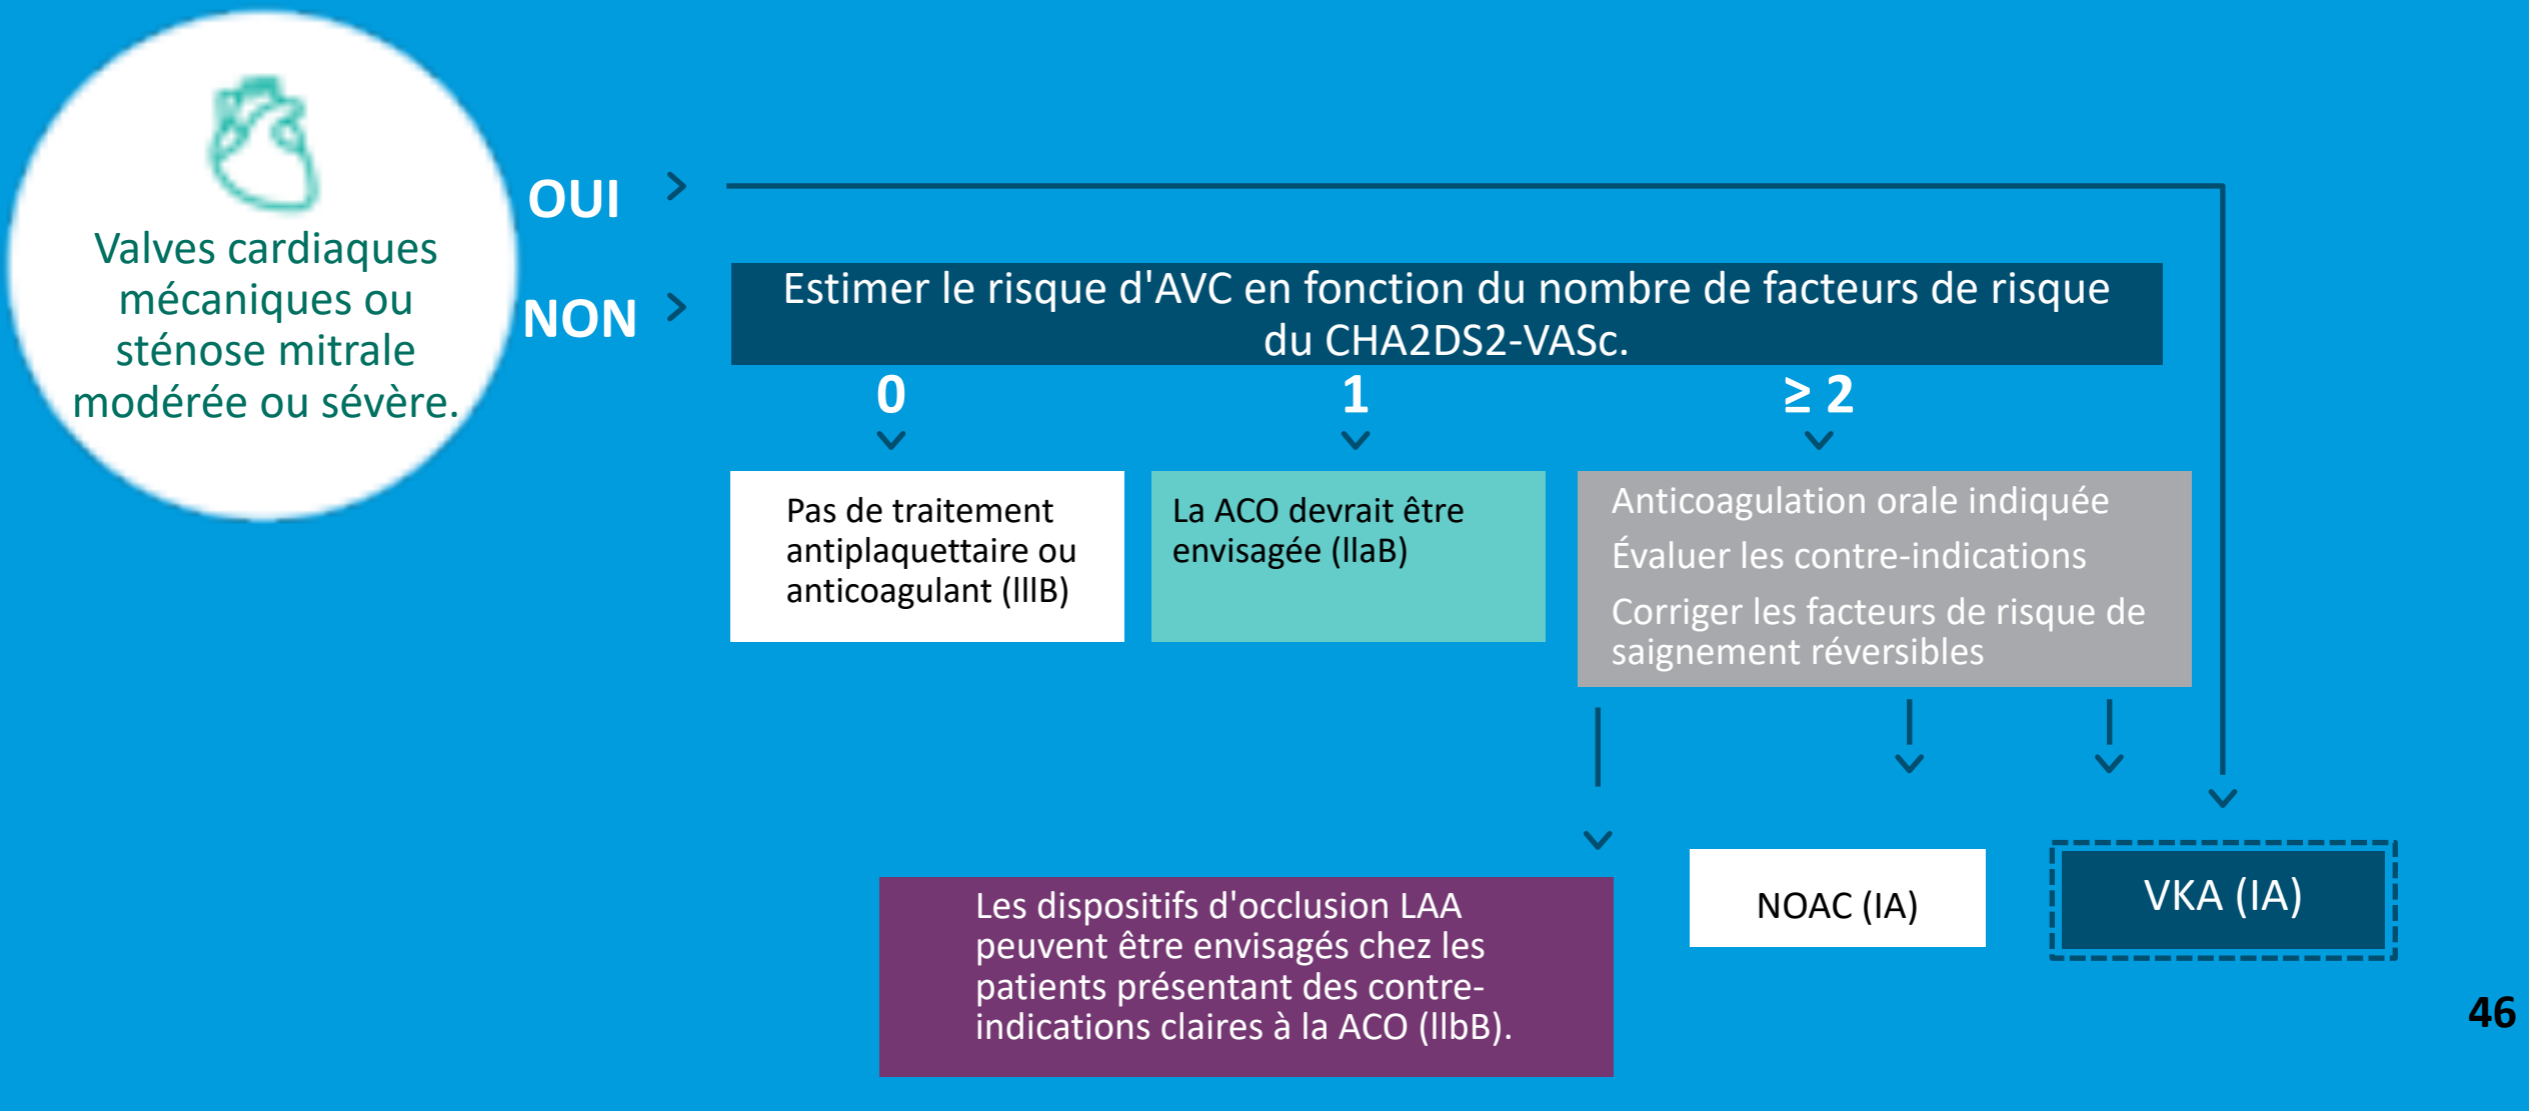 Valves cardiaques
mécaniques ou
sténose mitrale
modérée ou sévère.
OUI
NON
Estimer le risque d'AVC en fonction du nombre de facteurs de risque
du CHA2DS2-VASc.
0
1
≥ 2
Pas de traitement
antiplaquettaire ou
anticoagulant (lllB)
La ACO devrait être
envisagée (llaB)
Anticoagulation orale indiquée
Évaluer les contre-indications
Corriger les facteurs de risque de
saignement réversibles
Les dispositifs d'occlusion LAA
peuvent être envisagés chez les
patients présentant des contre-
indications claires à la ACO (llbB).
NOAC (IA)
VKA (IA)
46